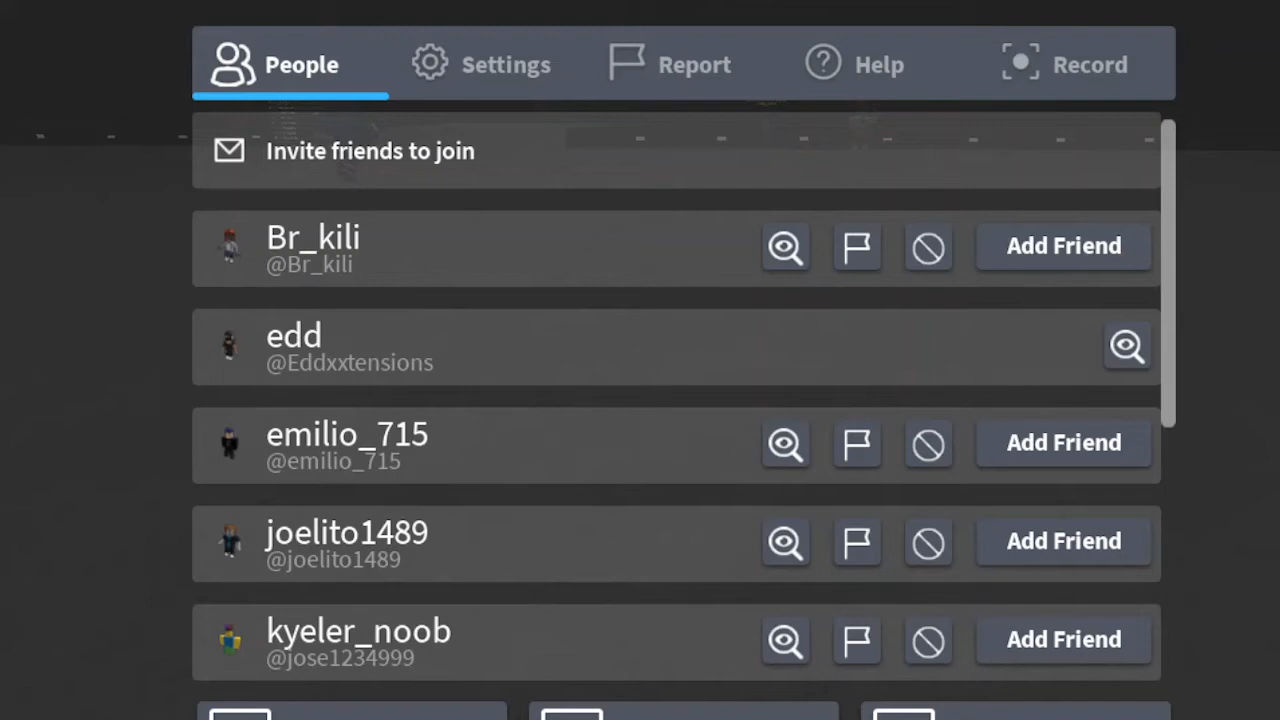 People Settings Report Help Record
Invite friends to join
Br_kili
@Br_kili
Add Friend
edd
@Eddxxtensions
emilio_715
@emilio_715
Add Friend
joelito1489
@joelito1489
Add Friend
kyeler_noob
@jose1234999
Add Friend